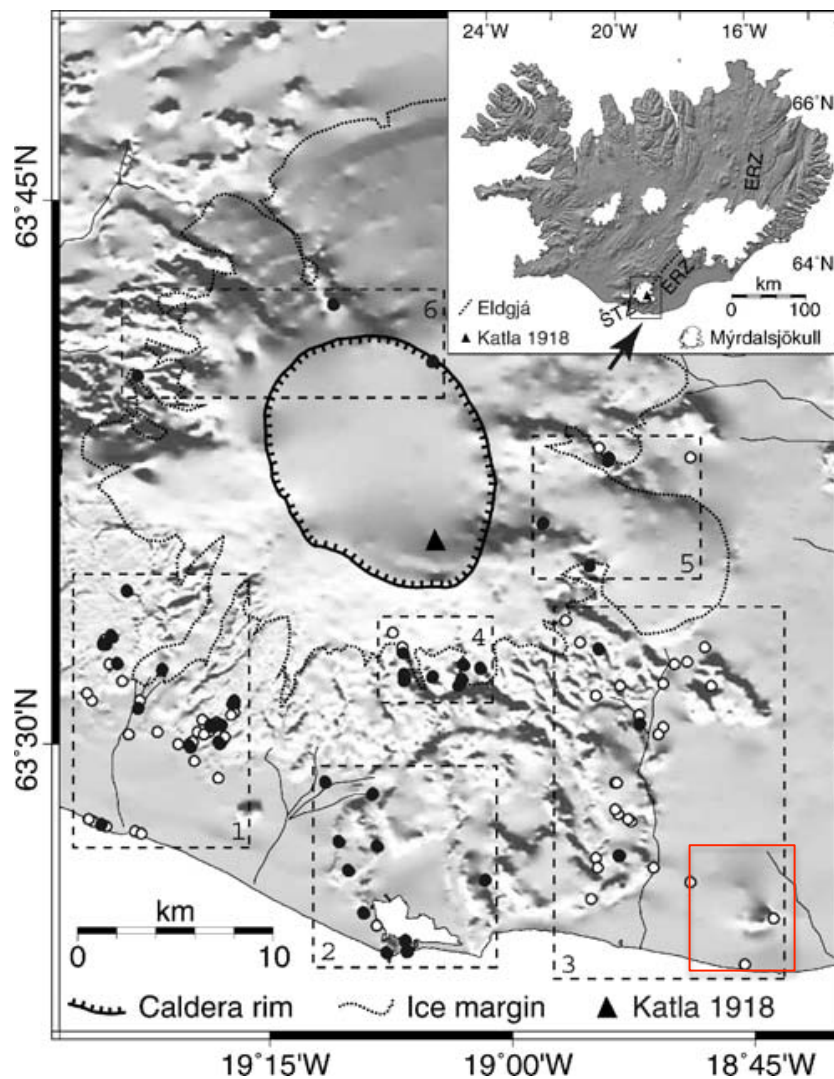 24°W 20°W 16°W
66°N
ERZ
64°N
ERZ
STZ
km
0 100
Eldgjá
Katla 1918
Mýrdalsjökull
63°45'N
6
5
4
63°30'N
1
2
3
km
0 10
Caldera rim Ice margin Katla 1918
19°15'W 19°00'W 18°45'W